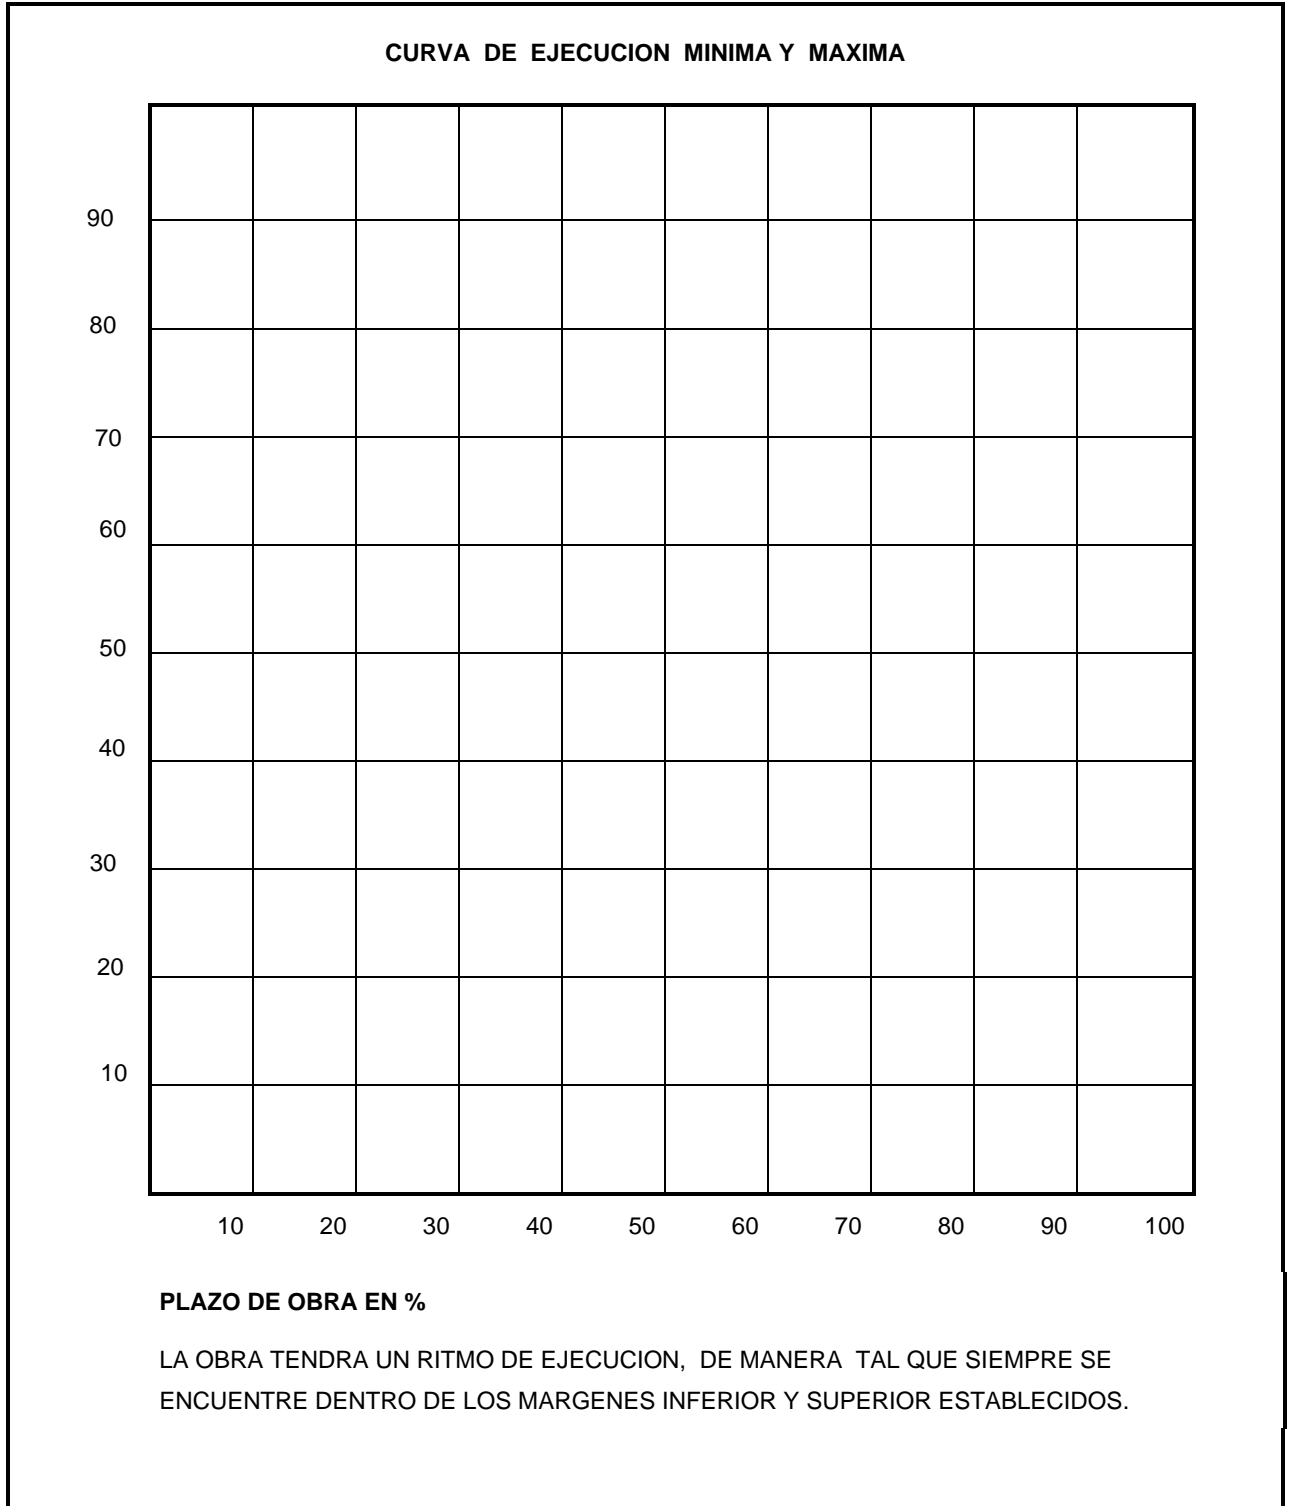 CURVA DE EJECUCION MINIMA Y MAXIMA
90
80
70
60
50
40
30
20
10
10 20 30 40 50 60 70 80 90 100
PLAZO DE OBRA EN %
LA OBRA TENDRA UN RITMO DE EJECUCION, DE MANERA TAL QUE SIEMPRE SE
ENCUENTRE DENTRO DE LOS MARGENES INFERIOR Y SUPERIOR ESTABLECIDOS.